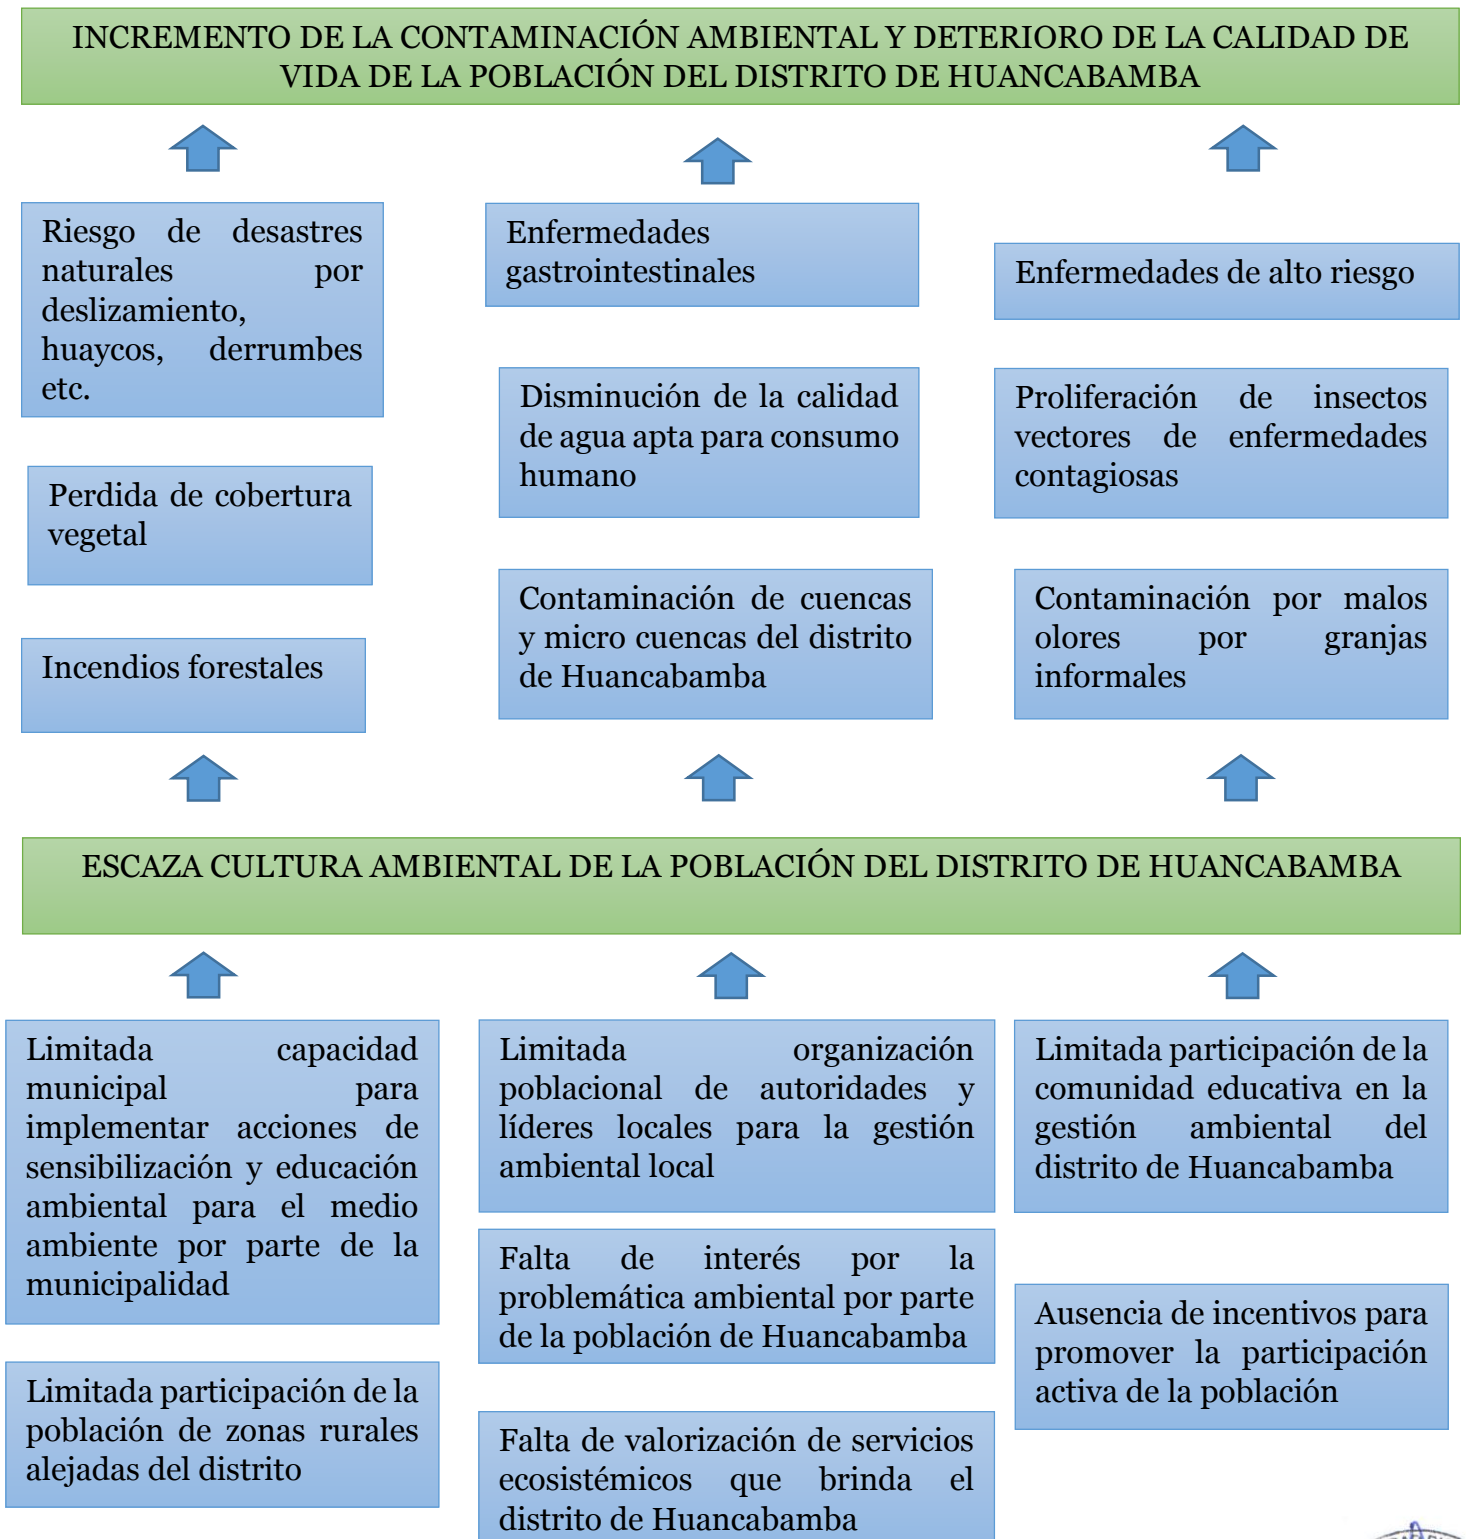 INCREMENTO DE LA CONTAMINACIÓN AMBIENTAL Y DETERIORO DE LA CALIDAD DE
VIDA DE LA POBLACIÓN DEL DISTRITO DE HUANCABAMBA
Riesgo de desastres
naturales por
deslizamiento,
huaycos, derrumbes
etc.
Perdida de cobertura
vegetal
Incendios forestales
Enfermedades
gastrointestinales
Disminución de la calidad
de agua apta para consumo
humano
Contaminación de cuencas
y micro cuencas del distrito
de Huancabamba
Enfermedades de alto riesgo
Proliferación de insectos
vectores de enfermedades
contagiosas
Contaminación por malos
olores por granjas
informales
ESCAZA CULTURA AMBIENTAL DE LA POBLACIÓN DEL DISTRITO DE HUANCABAMBA
Limitada capacidad
municipal para
implementar acciones de
sensibilización y educación
ambiental para el medio
ambiente por parte de la
municipalidad
Limitada participación de la
población de zonas rurales
alejadas del distrito
Limitada organización
poblacional de autoridades y
líderes locales para la gestión
ambiental local
Falta de interés por la
problemática ambiental por parte
de la población de Huancabamba
Falta de valorización de servicios
ecosistémicos que brinda el
distrito de Huancabamba
Limitada participación de la
comunidad educativa en la
gestión ambiental del
distrito de Huancabamba
Ausencia de incentivos para
promover la participación
activa de la población